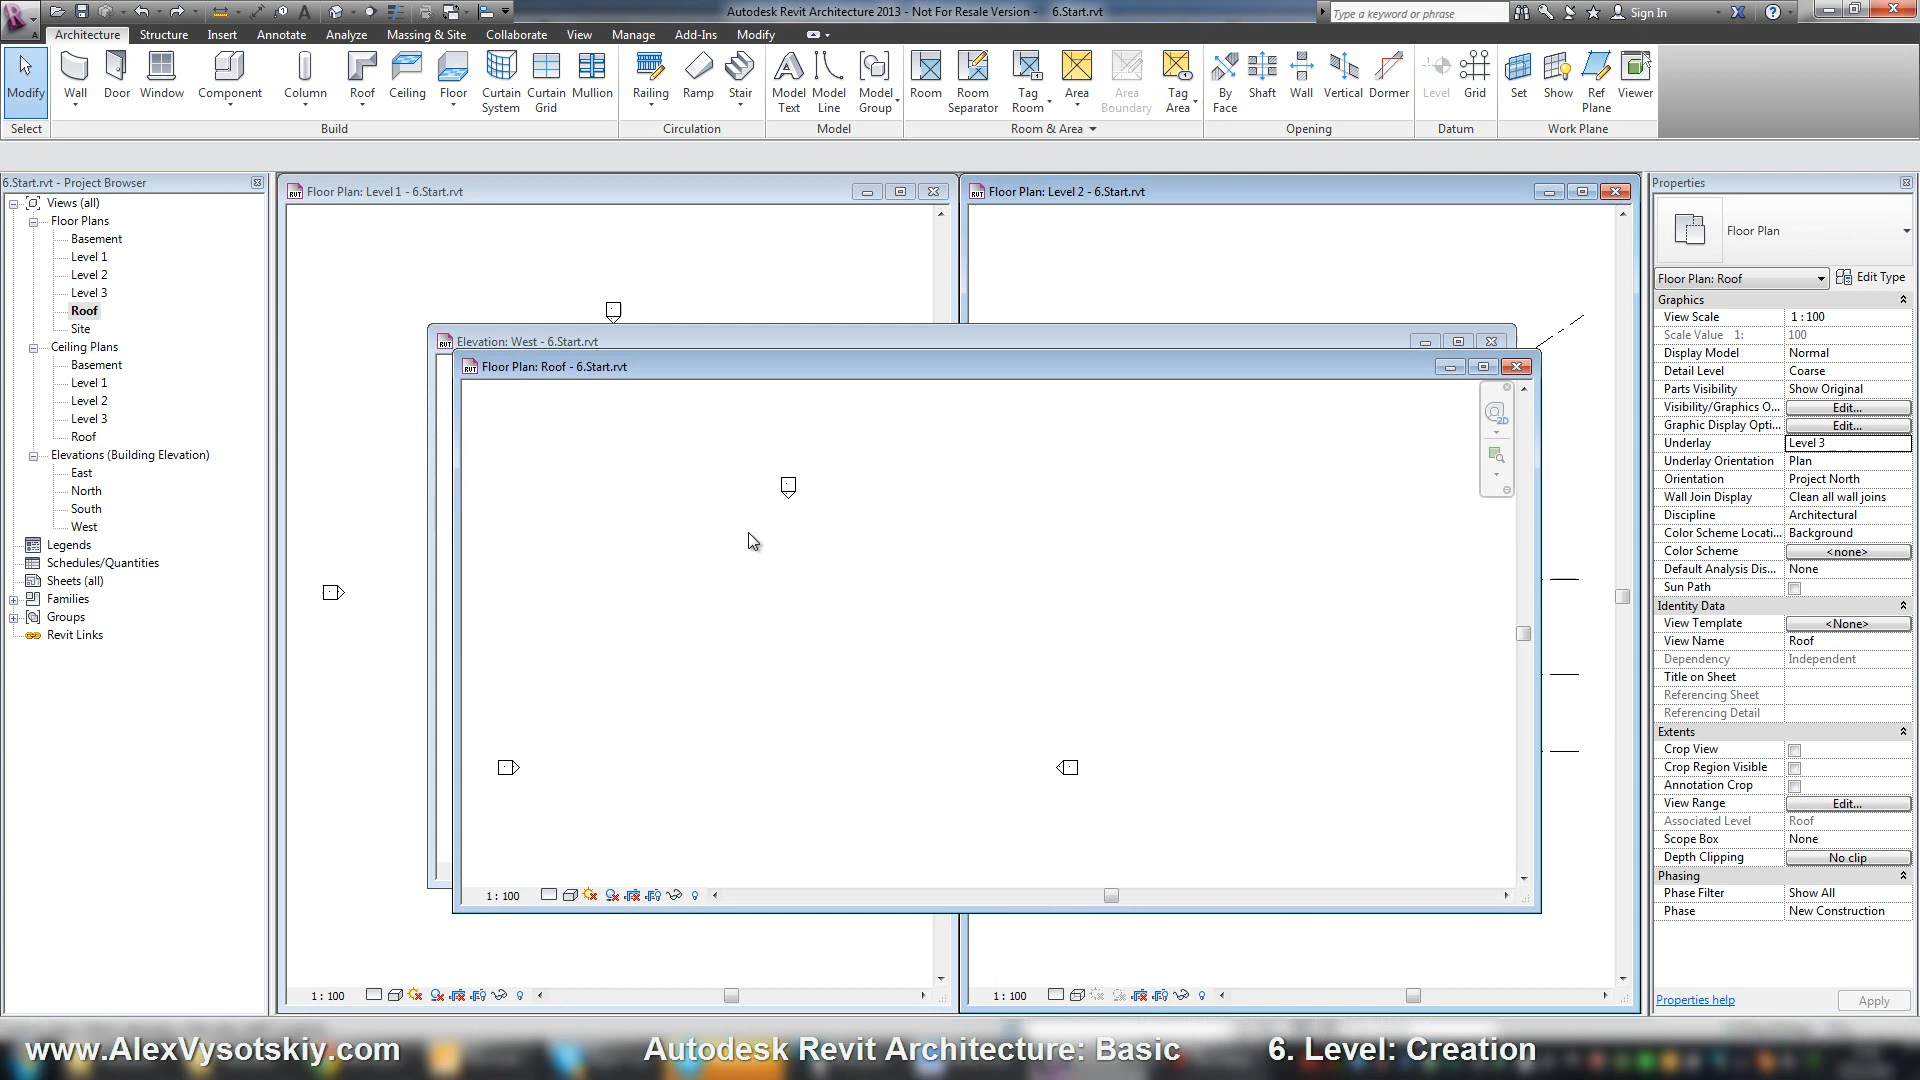 Autodesk Revit Architecture 2013 - Not For Resale Version - 6.Start.rvt
Type a keyword or phrase
Sign In
Architecture Structure Insert Annotate Analyze Massing & Site Collaborate View Manage Add-Ins Modify
Modify Wall Door Window Component Column Roof Ceiling Floor Curtain System Curtain Grid Mullion Railing Ramp Stair Model Text Model Line Model Group Room Room Separator Tag Room Area Area Boundary Tag Area By Face Shaft Wall Vertical Dormer Level Grid Set Show Ref Plane Viewer
Select Build Circulation Model Room & Area Opening Datum Work Plane
6.Start.rvt - Project Browser
Views (all)
Floor Plans
Basement
Level 1
Level 2
Level 3
Roof
Site
Ceiling Plans
Basement
Level 1
Level 2
Level 3
Roof
Elevations (Building Elevation)
East
North
South
West
Legends
Schedules/Quantities
Sheets (all)
Families
Groups
Revit Links
Floor Plan: Level 1 - 6.Start.rvt
Floor Plan: Level 2 - 6.Start.rvt
Elevation: West - 6.Start.rvt
Floor Plan: Roof - 6.Start.rvt
2D
1 : 100
1 : 100
1 : 100
Properties
Floor Plan
Floor Plan: Roof Edit Type
Graphics
View Scale 1 : 100
Scale Value 1: 100
Display Model Normal
Detail Level Coarse
Parts Visibility Show Original
Visibility/Graphics O... Edit...
Graphic Display Opti... Edit...
Underlay Level 3
Underlay Orientation Plan
Orientation Project North
Wall Join Display Clean all wall joins
Discipline Architectural
Color Scheme Locati... Background
Color Scheme <none>
Default Analysis Dis... None
Sun Path
Identity Data
View Template <None>
View Name Roof
Dependency Independent
Title on Sheet
Referencing Sheet
Referencing Detail
Extents
Crop View
Crop Region Visible
Annotation Crop
View Range Edit...
Associated Level Roof
Scope Box None
Depth Clipping No clip
Phasing
Phase Filter Show All
Phase New Construction
Properties help Apply
www.AlexVysotskiy.com Autodesk Revit Architecture: Basic 6. Level: Creation